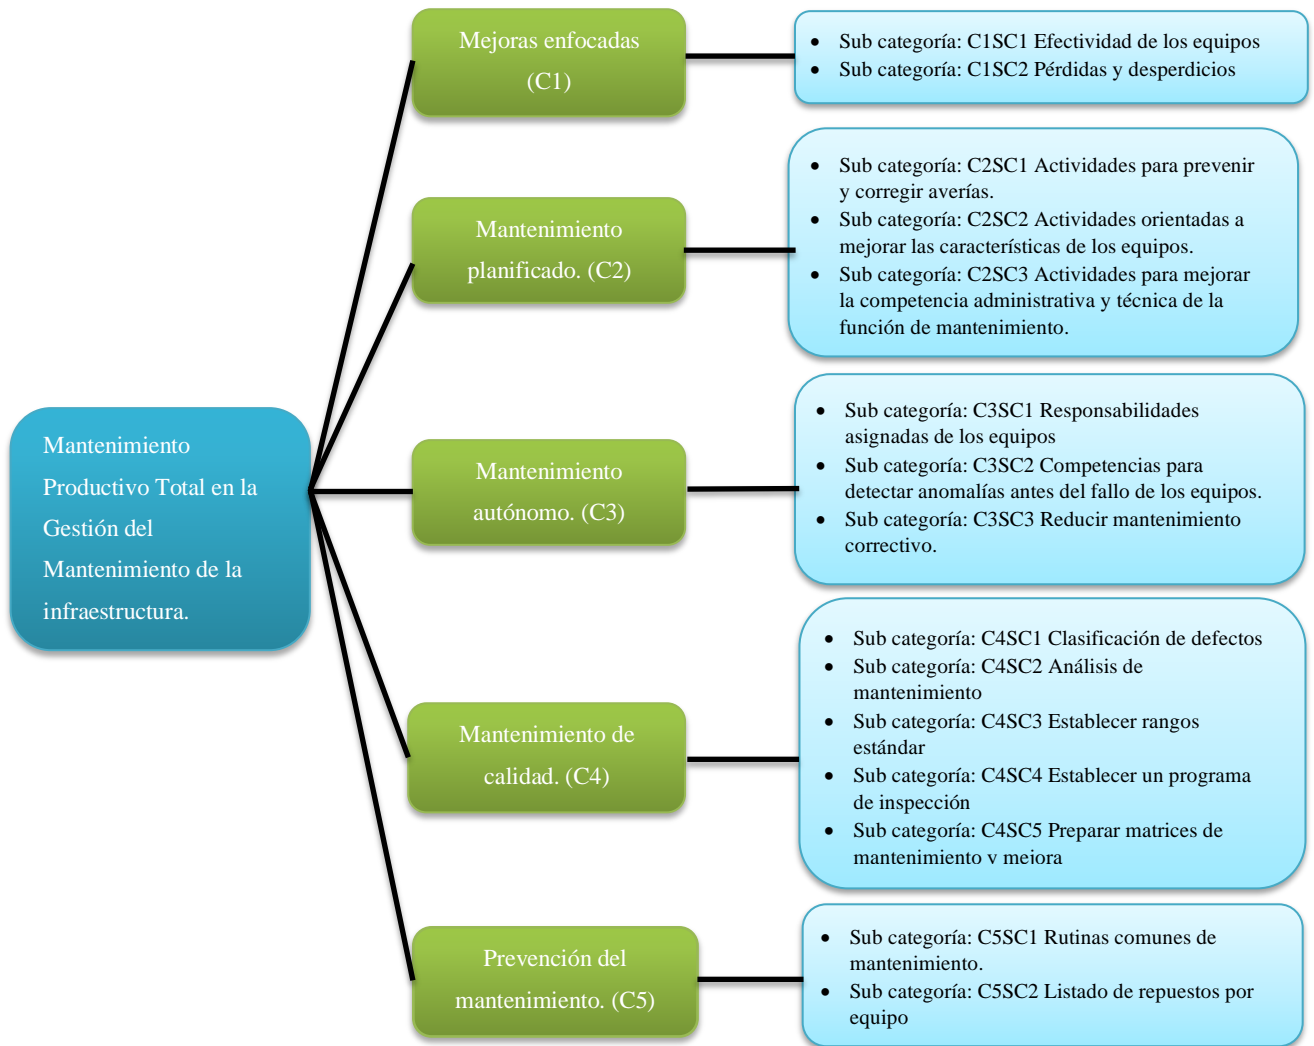 Mantenimiento
Productivo Total en la
Gestión del
Mantenimiento de la
infraestructura.
Mejoras enfocadas
(C1)
• Sub categoría: C1SC1 Efectividad de los equipos
• Sub categoría: C1SC2 Pérdidas y desperdicios
Mantenimiento
planificado. (C2)
• Sub categoría: C2SC1 Actividades para prevenir
y corregir averías.
• Sub categoría: C2SC2 Actividades orientadas a
mejorar las características de los equipos.
• Sub categoría: C2SC3 Actividades para mejorar
la competencia administrativa y técnica de la
función de mantenimiento.
Mantenimiento
autónomo. (C3)
• Sub categoría: C3SC1 Responsabilidades
asignadas de los equipos
• Sub categoría: C3SC2 Competencias para
detectar anomalías antes del fallo de los equipos.
• Sub categoría: C3SC3 Reducir mantenimiento
correctivo.
Mantenimiento de
calidad. (C4)
• Sub categoría: C4SC1 Clasificación de defectos
• Sub categoría: C4SC2 Análisis de
mantenimiento
• Sub categoría: C4SC3 Establecer rangos
estándar
• Sub categoría: C4SC4 Establecer un programa
de inspección
• Sub categoría: C4SC5 Preparar matrices de
mantenimiento y mejora
Prevención del
mantenimiento. (C5)
• Sub categoría: C5SC1 Rutinas comunes de
mantenimiento.
• Sub categoría: C5SC2 Listado de repuestos por
equipo